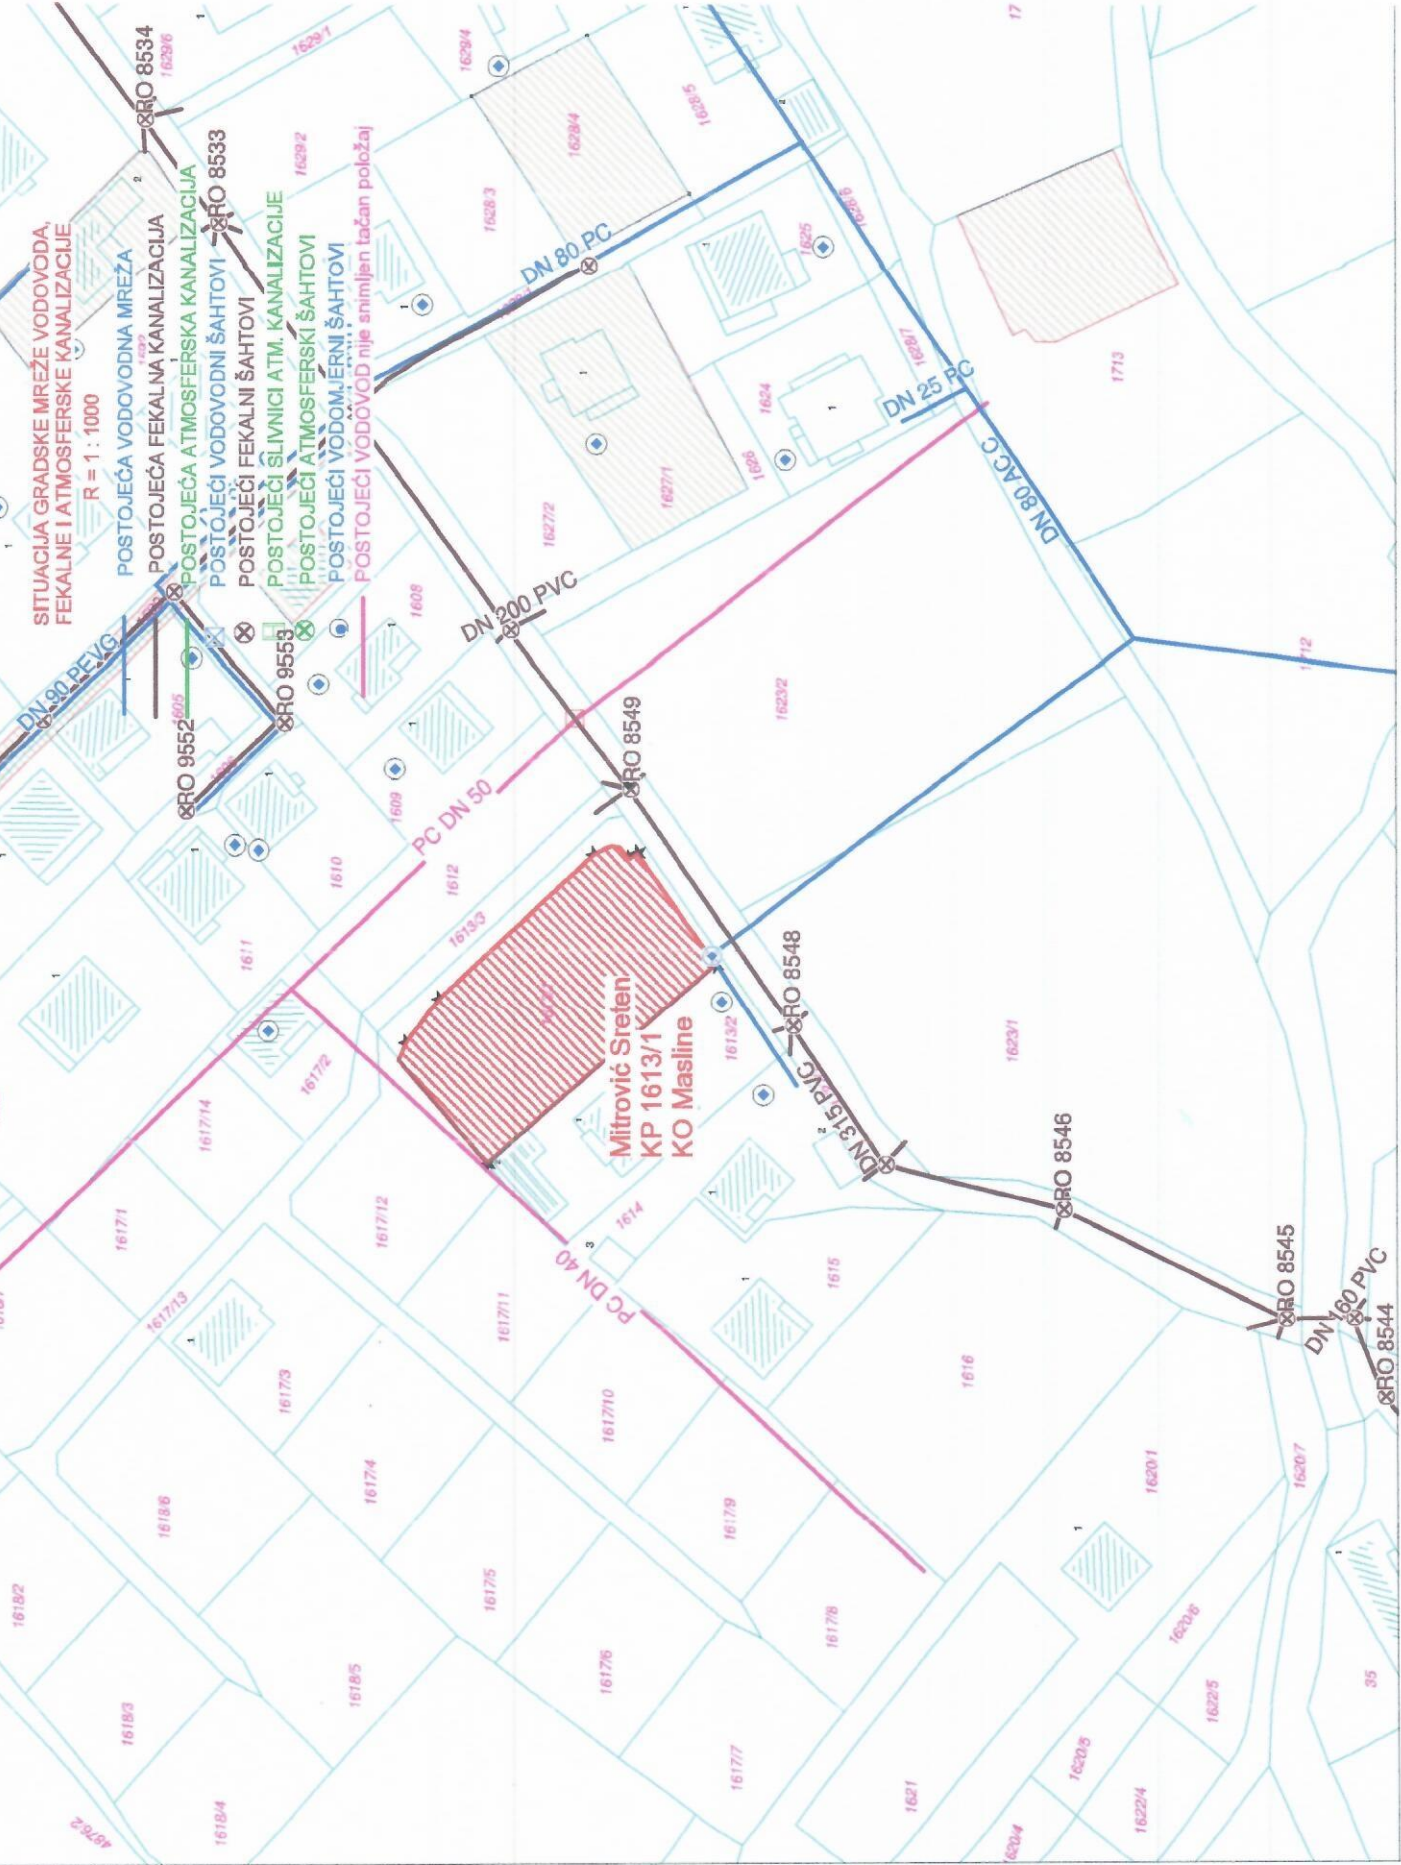 SITUACIJA GRADSKE MREŽE VODOVODA,
FEKALNE I ATMOSFERSKE KANALIZACIJE
R = 1 : 1000
POSTOJEĆA VODOVODNA MREŽA
POSTOJEĆA FEKALNA KANALIZACIJA
POSTOJEĆA ATMOSFERSKA KANALIZACIJA
POSTOJEĆI VODOVODNI ŠAHTOVI
POSTOJEĆI FEKALNI ŠAHTOVI
POSTOJEĆI SLIVNICI ATM. KANALIZACIJE
POSTOJEĆI ATMOSFERSKI ŠAHTOVI
POSTOJEĆI VODOMJERNI ŠAHTOVI
POSTOJEĆI VODOVOD nije snimljen tačan položaj
Mitrović Sreten
KP 1613/1
KO Masline
RO 8534
RO 8533
RO 9552
RO 9553
RO 8549
RO 8548
RO 8546
RO 8545
RO 8544
DN 90 PEVG
DN 80 PC
DN 25 PC
DN 80 AC C
DN 200 PVC
DN 315 PVC
DN 160 PVC
PC DN 50
PC DN 40
1629/6
1629/1
1629/4
1629/2
1628/3
1628/4
1628/5
1628/6
1628/7
1625
1624
1626
1627/1
1627/2
1608
1605
1609
1610
1611
1612
1613/3
1613/2
1614
1615
1616
1617/1
1617/2
1617/3
1617/4
1617/5
1617/6
1617/7
1617/8
1617/9
1617/10
1617/11
1617/12
1617/13
1617/14
1618/2
1618/3
1618/4
1618/5
1618/6
1620/1
1620/4
1620/5
1620/6
1620/7
1621
1622/4
1622/5
1623/1
1623/2
1712
1713
17
35
4876/2